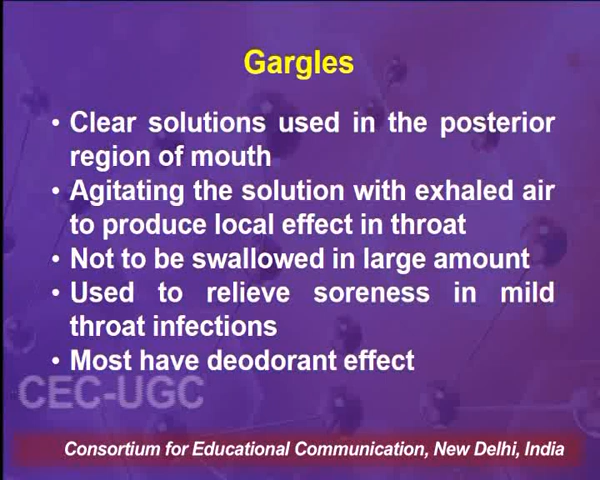 Gargles
• Clear solutions used in the posterior
region of mouth
• Agitating the solution with exhaled air
to produce local effect in throat
• Not to be swallowed in large amount
• Used to relieve soreness in mild
throat infections
• Most have deodorant effect
CEC-UGC
Consortium for Educational Communication, New Delhi, India